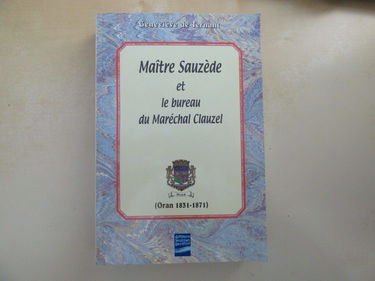 Geneviève de Ternant
Maître Sauzède
et
le bureau
du Maréchal Clauzel
(Oran 1831-1871)